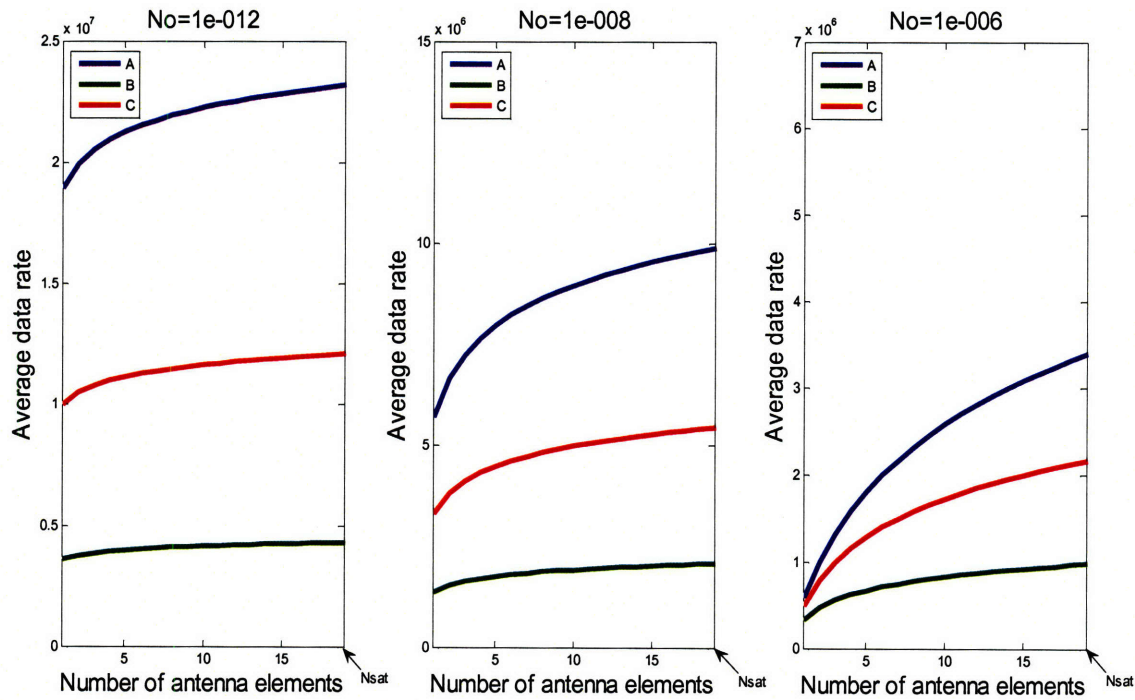 No=1e-012
x 10^7
A
B
C
2.5
2
1.5
1
0.5
0
5
10
15
Average data rate
Number of antenna elements
Nsat
No=1e-008
x 10^6
A
B
C
15
10
5
0
5
10
15
Average data rate
Number of antenna elements
Nsat
No=1e-006
x 10^6
A
B
C
7
6
5
4
3
2
1
0
5
10
15
Average data rate
Number of antenna elements
Nsat